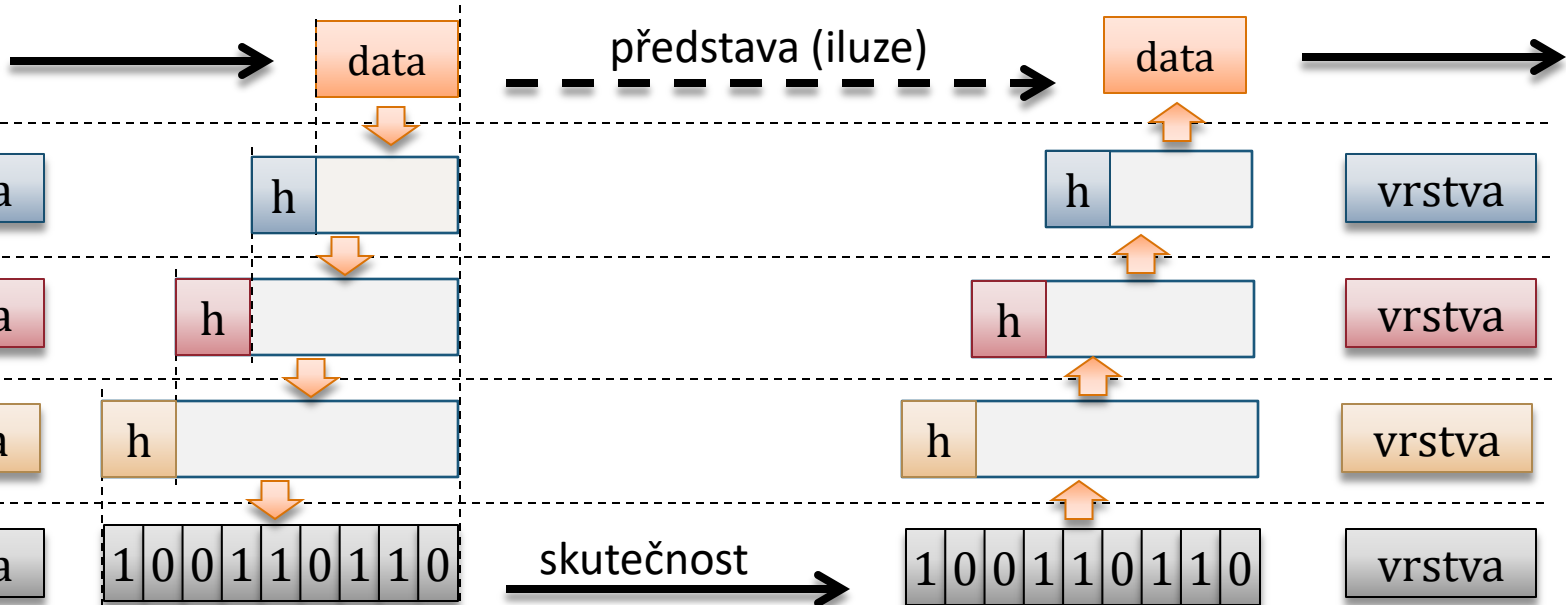 data představa (iluze) data
a h h vrstva
a h h vrstva
a h h vrstva
a 1 0 0 1 1 0 1 1 0 skutečnost 1 0 0 1 1 0 1 1 0 vrstva